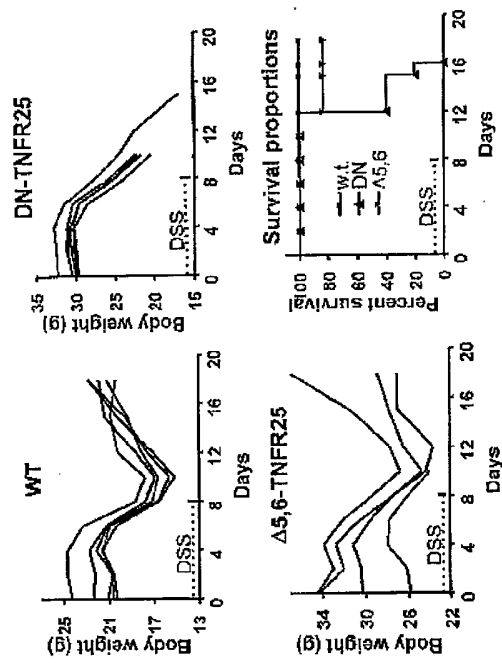 WT
Body weight (g)
25
21
17
13
DSS
0
4
8
12
16
20
Days
DN-TNFR25
Body weight (g)
35
30
25
20
15
DSS
0
4
8
12
16
20
Days
Δ5,6-TNFR25
Body weight (g)
34
30
26
22
DSS
0
4
8
12
16
20
Days
Survival proportions
Percent survival
100
80
60
40
20
0
w.t.
DN
Δ5,6
DSS
0
4
8
12
16
20
Days